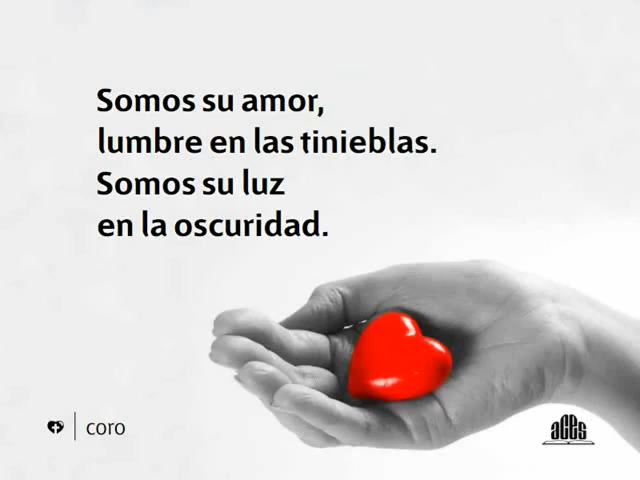 Somos su amor,
lumbre en las tinieblas.
Somos su luz
en la oscuridad.
coro
aces